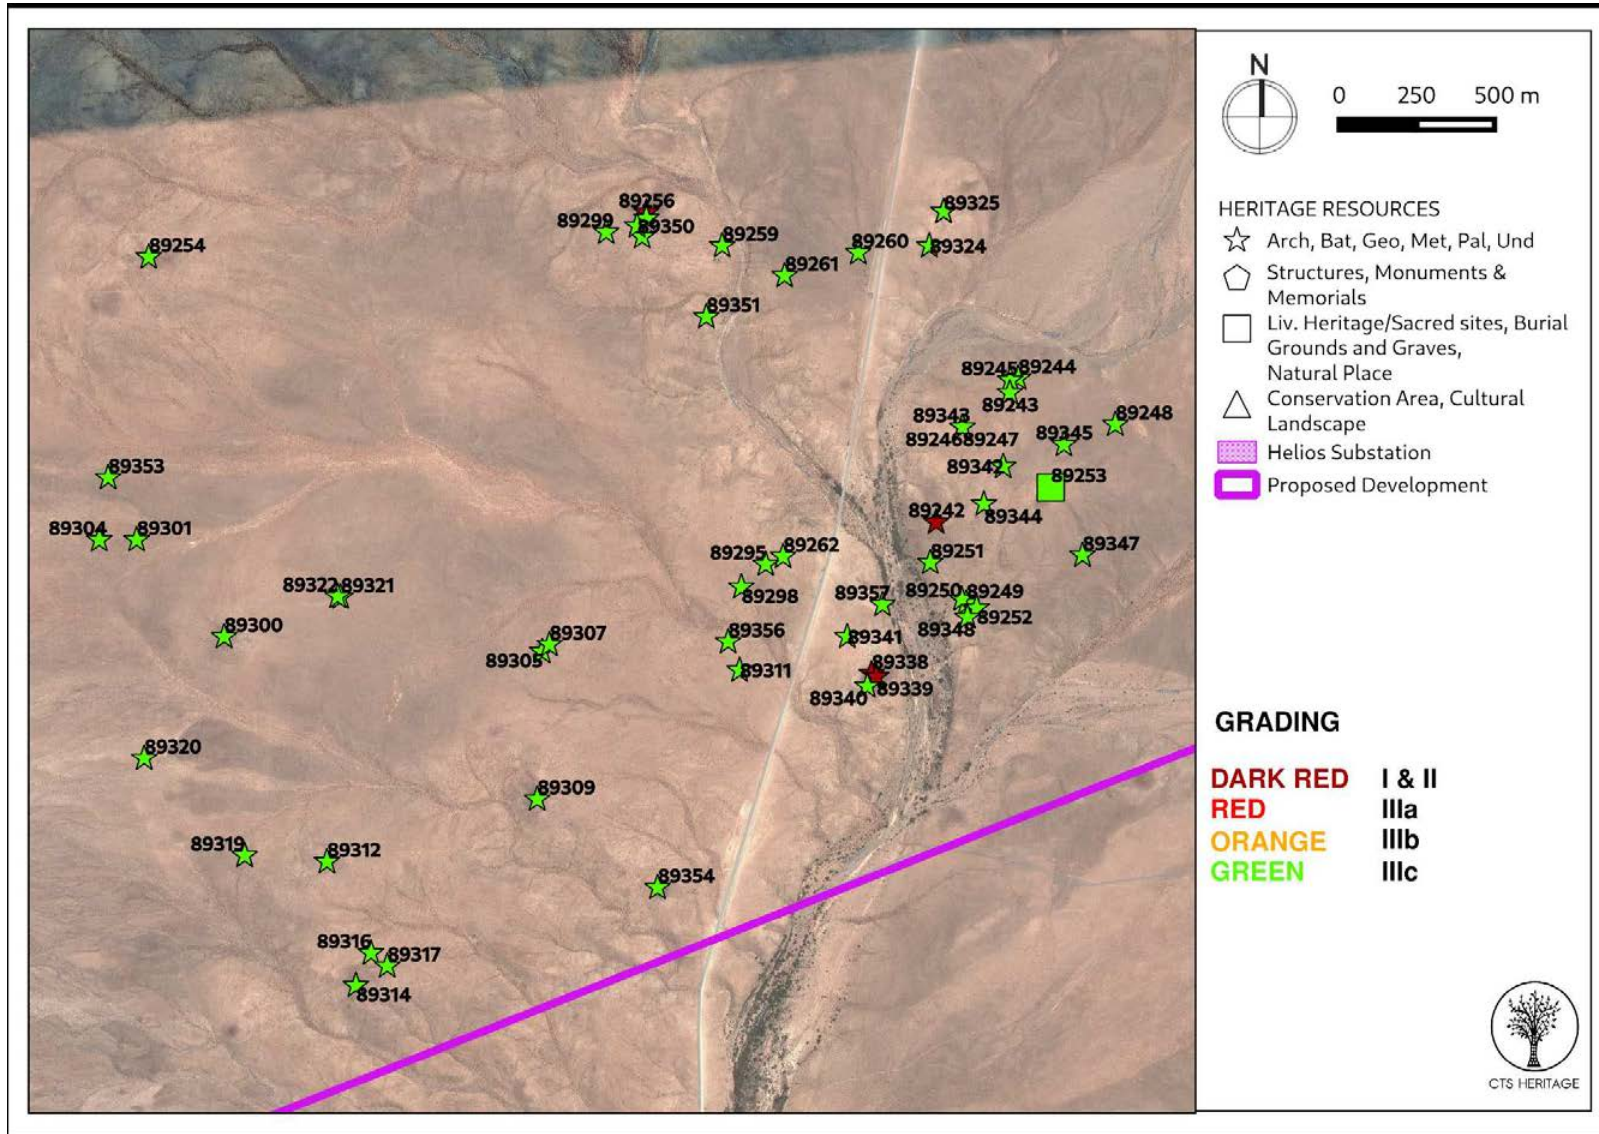 89256
89299
89350
89325
89254
89259
89260
89324
89261
89351
89245
89244
89243
89343
89248
89246
89247
89345
89342
89253
89353
89242
89344
89304
89301
89295
89262
89251
89347
89322
89321
89298
89357
89250
89249
89252
89348
89300
89307
89305
89356
89341
89311
89338
89339
89340
89320
89309
89319
89312
89354
89316
89317
89314
N
0 250 500 m
HERITAGE RESOURCES
Arch, Bat, Geo, Met, Pal, Und
Structures, Monuments &
Memorials
Liv. Heritage/Sacred sites, Burial
Grounds and Graves,
Natural Place
Conservation Area, Cultural
Landscape
Helios Substation
Proposed Development
GRADING
DARK RED I & II
RED IIIa
ORANGE IIIb
GREEN IIIc
CTS HERITAGE